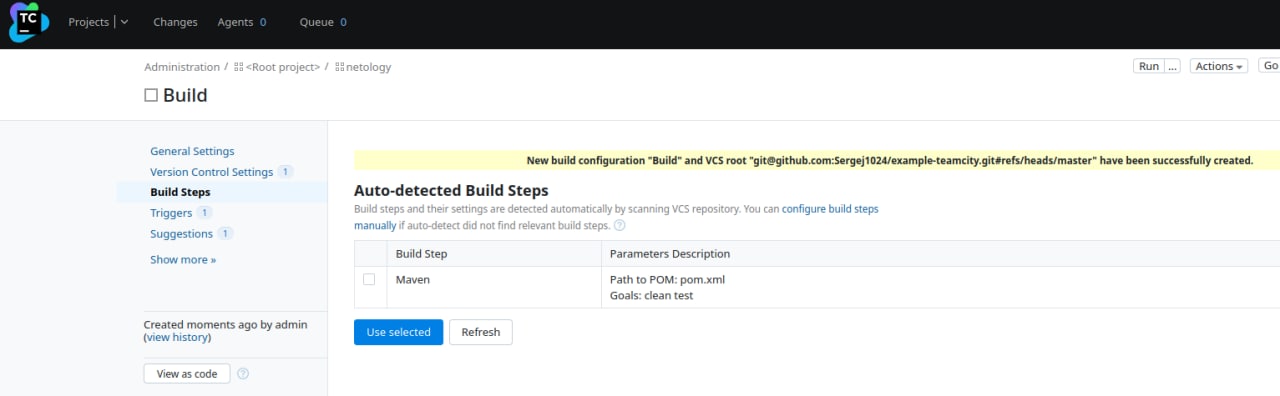 TC
Projects
Changes
Agents 0
Queue 0
Administration / <Root project> / netology
Run ...
Actions
Go
Build
General Settings
Version Control Settings 1
Build Steps
Triggers 1
Suggestions 1
Show more »
Created moments ago by admin
(view history)
View as code ?
New build configuration "Build" and VCS root "git@github.com:Sergej1024/example-teamcity.git#refs/heads/master" have been successfully created.
Auto-detected Build Steps
Build steps and their settings are detected automatically by scanning VCS repository. You can configure build steps
manually if auto-detect did not find relevant build steps. ?
Build Step Parameters Description
Maven Path to POM: pom.xml
Goals: clean test
Use selected Refresh